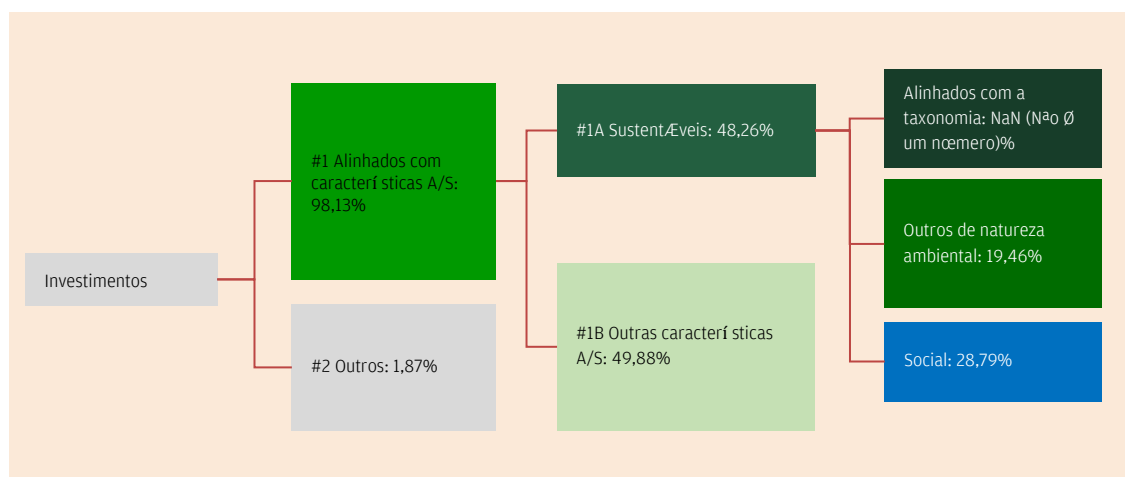 Investimentos
#1 Alinhados com
caracterí sticas A/S:
98,13%
#2 Outros: 1,87%
#1A SustentÆveis: 48,26%
#1B Outras caracterí sticas
A/S: 49,88%
Alinhados com a
taxonomia: NaN (Nªo Ø
um nœmero)%
Outros de natureza
ambiental: 19,46%
Social: 28,79%